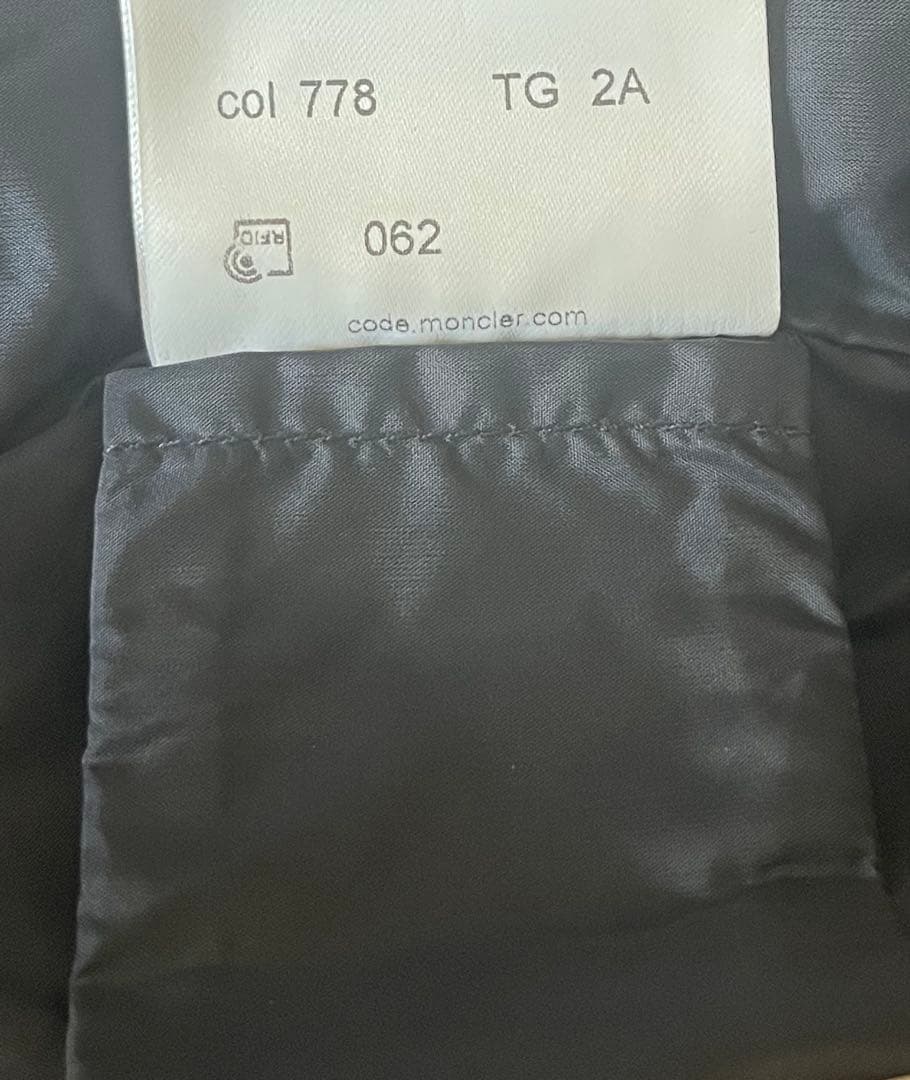 col 778 TG 2A
RFID 062
code.moncler.com